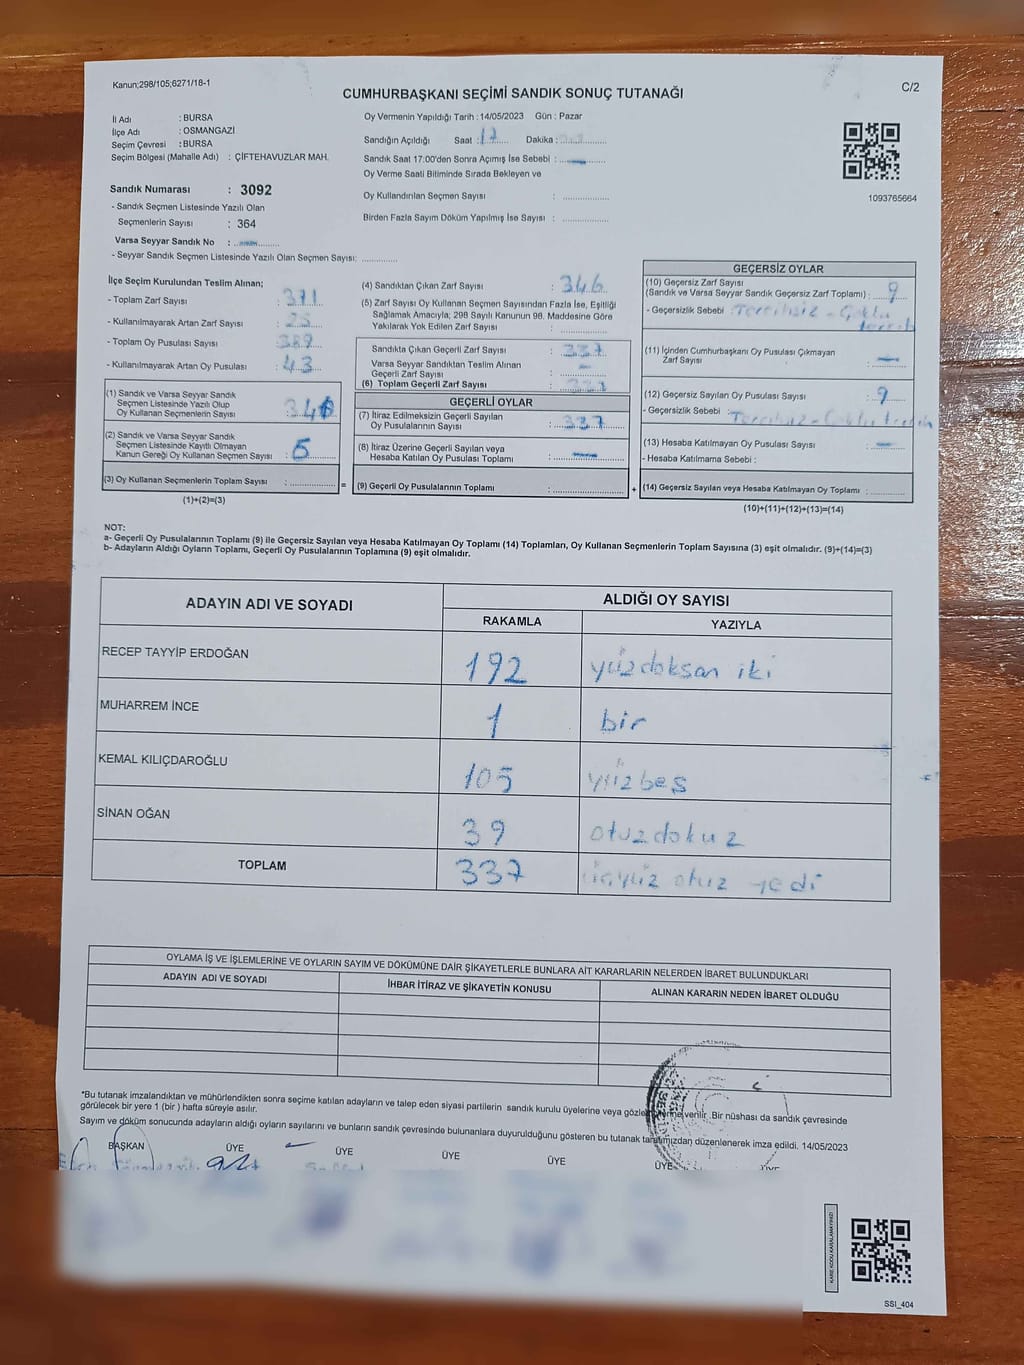 Kanun;298/105;6271/18-1
C/2
CUMHURBAŞKANI SEÇİMİ SANDIK SONUÇ TUTANAĞI
İl Adı : BURSA
İlçe Adı : OSMANGAZİ
Seçim Çevresi : BURSA
Seçim Bölgesi (Mahalle Adı) : ÇİFTEHAVUZLAR MAH.
Sandık Numarası : 3092
- Sandık Seçmen Listesinde Yazılı Olan
Seçmenlerin Sayısı : 364
Varsa Seyyar Sandık No :
- Seyyar Sandık Seçmen Listesinde Yazılı Olan Seçmen Sayısı:
Oy Vermenin Yapıldığı Tarih : 14/05/2023 Gün : Pazar
Sandığın Açıldığı Saat : 17 Dakika :
Sandık Saat 17:00'den Sonra Açımış İse Sebebi :
Oy Verme Saati Bitiminde Sırada Bekleyen ve
Oy Kullandırılan Seçmen Sayısı :
Birden Fazla Sayım Döküm Yapılmış İse Sayısı :
1093765664
İlçe Seçim Kurulundan Teslim Alınan;
- Toplam Zarf Sayısı : 371
- Kullanılmayarak Artan Zarf Sayısı : 25
- Toplam Oy Pusulası Sayısı : 389
- Kullanılmayarak Artan Oy Pusulası : 43
(1) Sandık ve Varsa Seyyar Sandık
Seçmen Listesinde Yazılı Olup
Oy Kullanan Seçmenlerin Sayısı :
(2) Sandık ve Varsa Seyyar Sandık
Seçmen Listesinde Kayıtlı Olmayan
Kanun Gereği Oy Kullanan Seçmen Sayısı :
(3) Oy Kullanan Seçmenlerin Toplam Sayısı :
=
(1)+(2)=(3)
(4) Sandıktan Çıkan Zarf Sayısı : 346
(5) Zarf Sayısı Oy Kullanan Seçmen Sayısından Fazla İse, Eşitliği
Sağlamak Amacıyla; 298 Sayılı Kanunun 98. Maddesine Göre
Yakılarak Yok Edilen Zarf Sayısı :
Sandıkta Çıkan Geçerli Zarf Sayısı : 337
Varsa Seyyar Sandıktan Teslim Alınan
Geçerli Zarf Sayısı : -
(6) Toplam Geçerli Zarf Sayısı : 337
GEÇERLİ OYLAR
(7) İtiraz Edilmeksizin Geçerli Sayılan
Oy Pusulalarının Sayısı : 337
(8) İtiraz Üzerine Geçerli Sayılan veya
Hesaba Katılan Oy Pusulası Toplamı :
(9) Geçerli Oy Pusulalarının Toplamı :
+
GEÇERSİZ OYLAR
(10) Geçersiz Zarf Sayısı
(Sandık ve Varsa Seyyar Sandık Geçersiz Zarf Toplamı) : 9
- Geçersizlik Sebebi : Tercihsiz - Çoklu
tercih
(11) İçinden Cumhurbaşkanı Oy Pusulası Çıkmayan
Zarf Sayısı :
(12) Geçersiz Sayılan Oy Pusulası Sayısı : 9
- Geçersizlik Sebebi : Tercihsiz - Çoklu tercih
(13) Hesaba Katılmayan Oy Pusulası Sayısı :
- Hesaba Katılmama Sebebi :
(14) Geçersiz Sayılan veya Hesaba Katılmayan Oy Toplamı :
(10)+(11)+(12)+(13)=(14)
NOT:
a- Geçerli Oy Pusulalarının Toplamı (9) ile Geçersiz Sayılan veya Hesaba Katılmayan Oy Toplamı (14) Toplamları, Oy Kullanan Seçmenlerin Toplam Sayısına (3) eşit olmalıdır. (9)+(14)=(3)
b- Adayların Aldığı Oyların Toplamı, Geçerli Oy Pusulalarının Toplamına (9) eşit olmalıdır.
ADAYIN ADI VE SOYADI
ALDIĞI OY SAYISI
RAKAMLA YAZIYLA
RECEP TAYYİP ERDOĞAN 192 yüzdoksan iki
MUHARREM İNCE 1 bir
KEMAL KILIÇDAROĞLU 105 yüzbeş
SİNAN OĞAN 39 otuzdokuz
TOPLAM 337 üçyüz otuz yedi
OYLAMA İŞ VE İŞLEMLERİNE VE OYLARIN SAYIM VE DÖKÜMÜNE DAİR ŞİKAYETLERLE BUNLARA AİT KARARLARIN NELERDEN İBARET BULUNDUKLARI
ADAYIN ADI VE SOYADI İHBAR İTİRAZ VE ŞİKAYETİN KONUSU ALINAN KARARIN NEDEN İBARET OLDUĞU
*Bu tutanak imzalandıktan ve mühürlendikten sonra seçime katılan adayların ve talep eden siyasi partilerin sandık kurulu üyelerine veya verilir. Bir nüshası da sandık çevresinde
görülecek bir yere 1 (bir) hafta süreyle asılır.
Sayım ve döküm sonucunda adayların aldığı oyların sayılarını ve bunların sandık çevresinde bulunanlara duyurulduğunu gösteren bu tutanak tarafımızdan düzenlenerek imza edildi. 14/05/2023
BAŞKAN ÜYE ÜYE ÜYE ÜYE ÜYE ÜYE
KARE KODU KARALAMAYINIZ!
SSİ_404